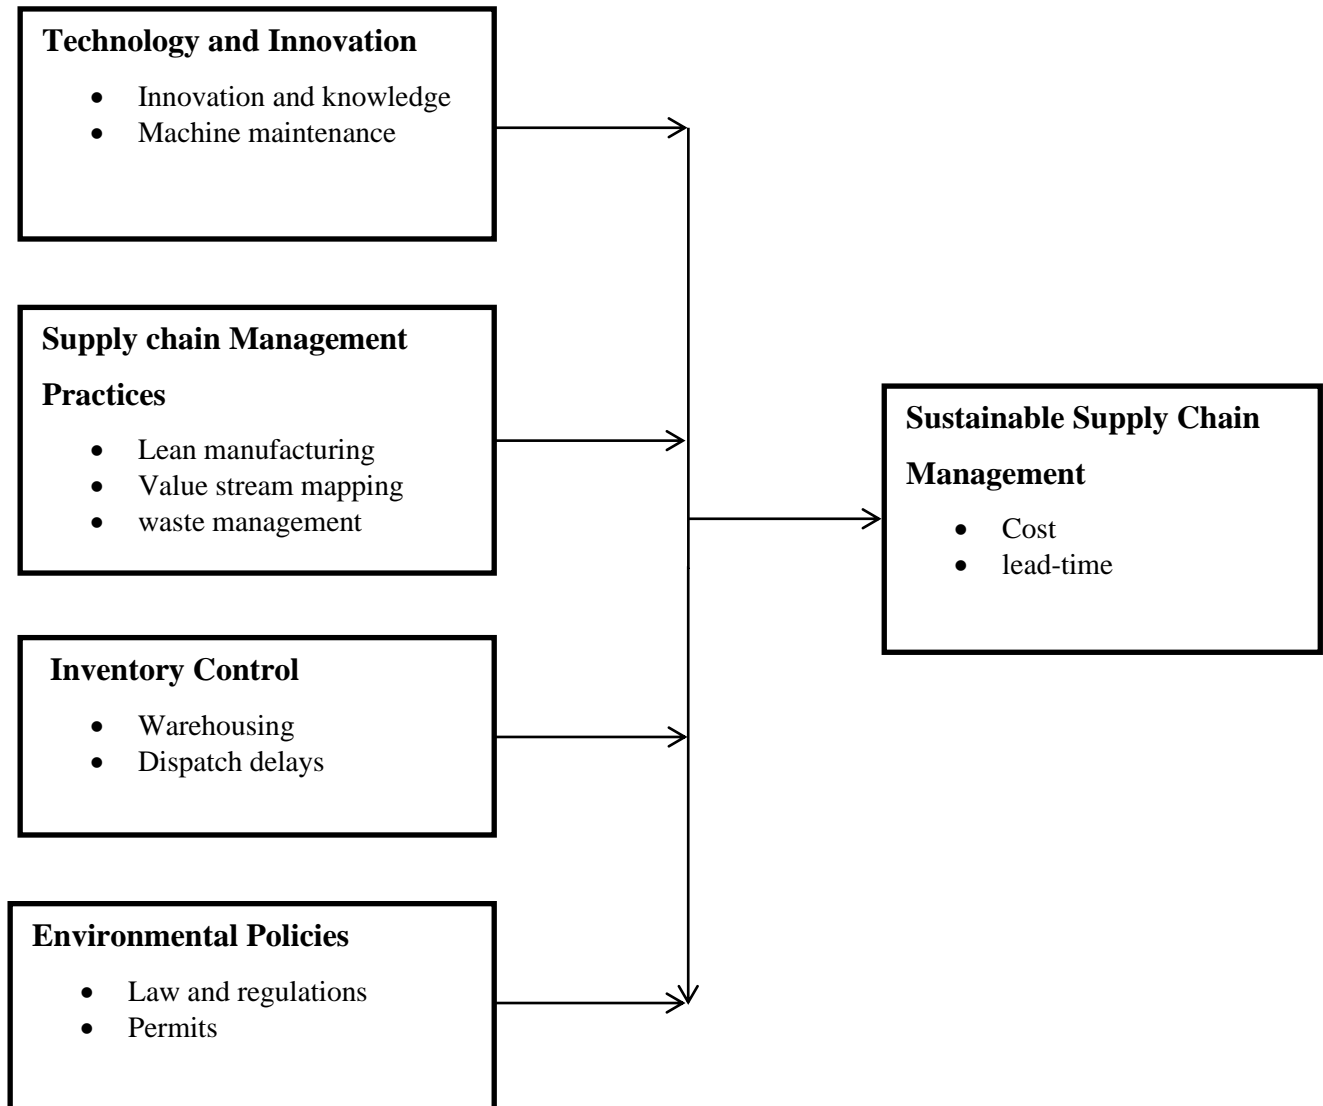 Technology and Innovation
• Innovation and knowledge
• Machine maintenance
Supply chain Management
Practices
• Lean manufacturing
• Value stream mapping
• waste management
Inventory Control
• Warehousing
• Dispatch delays
Environmental Policies
• Law and regulations
• Permits
Sustainable Supply Chain
Management
• Cost
• lead-time